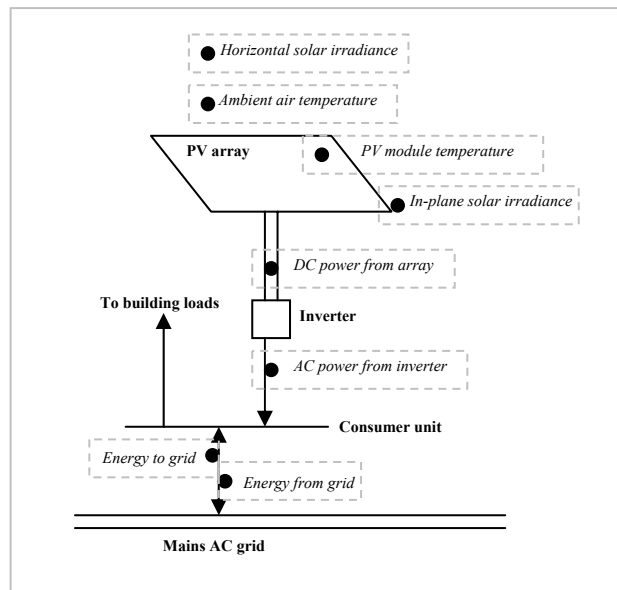 Horizontal solar irradiance
Ambient air temperature
PV array
PV module temperature
In-plane solar irradiance
DC power from array
To building loads
Inverter
AC power from inverter
Consumer unit
Energy to grid
Energy from grid
Mains AC grid